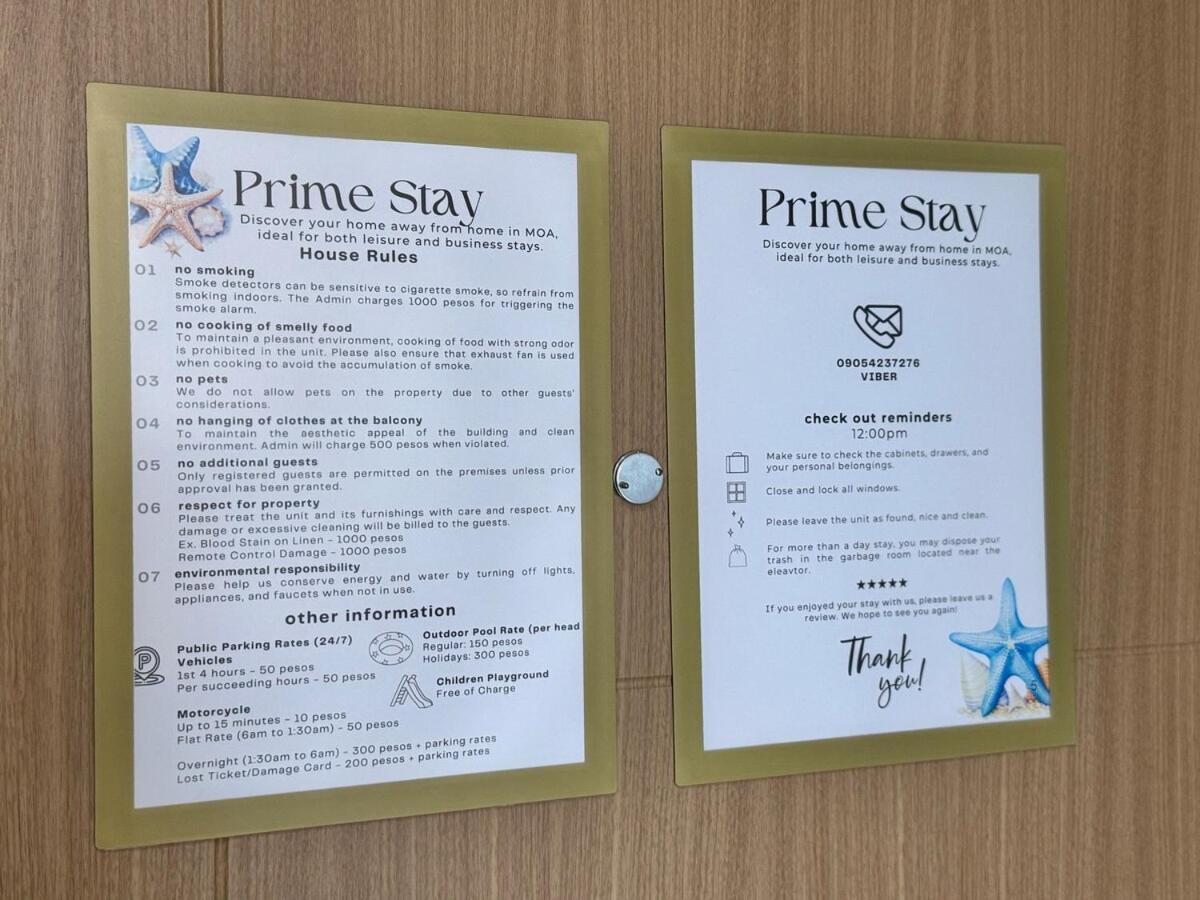 Prime Stay
Discover your home away from home in MOA,
ideal for both leisure and business stays.
House Rules
01 no smoking
Smoke detectors can be sensitive to cigarette smoke, so refrain from
smoking indoors. The Admin charges 1000 pesos for triggering the
smoke alarm.
02 no cooking of smelly food
To maintain a pleasant environment, cooking of food with strong odor
is prohibited in the unit. Please also ensure that exhaust fan is used
when cooking to avoid the accumulation of smoke.
03 no pets
We do not allow pets on the property due to other guests'
considerations.
04 no hanging of clothes at the balcony
To maintain the aesthetic appeal of the building and clean
environment. Admin will charge 500 pesos when violated.
05 no additional guests
Only registered guests are permitted on the premises unless prior
approval has been granted.
06 respect for property
Please treat the unit and its furnishings with care and respect. Any
damage or excessive cleaning will be billed to the guests.
Ex. Blood Stain on Linen - 1000 pesos
Remote Control Damage - 1000 pesos
07 environmental responsibility
Please help us conserve energy and water by turning off lights,
appliances, and faucets when not in use.
other information
P
Public Parking Rates (24/7)
Vehicles
1st 4 hours - 50 pesos
Per succeeding hours - 50 pesos
Motorcycle
Up to 15 minutes - 10 pesos
Flat Rate (6am to 1:30am) - 50 pesos
Overnight (1:30am to 6am) - 300 pesos + parking rates
Lost Ticket/Damage Card - 200 pesos + parking rates
Outdoor Pool Rate (per head
Regular: 150 pesos
Holidays: 300 pesos
Children Playground
Free of Charge
Prime Stay
Discover your home away from home in MOA,
ideal for both leisure and business stays.
09054237276
VIBER
check out reminders
12:00pm
Make sure to check the cabinets, drawers, and
your personal belongings.
Close and lock all windows.
Please leave the unit as found, nice and clean.
For more than a day stay, you may dispose your
trash in the garbage room located near the
eleavtor.
★★★★★
If you enjoyed your stay with us, please leave us a
review. We hope to see you again!
Thank
you!